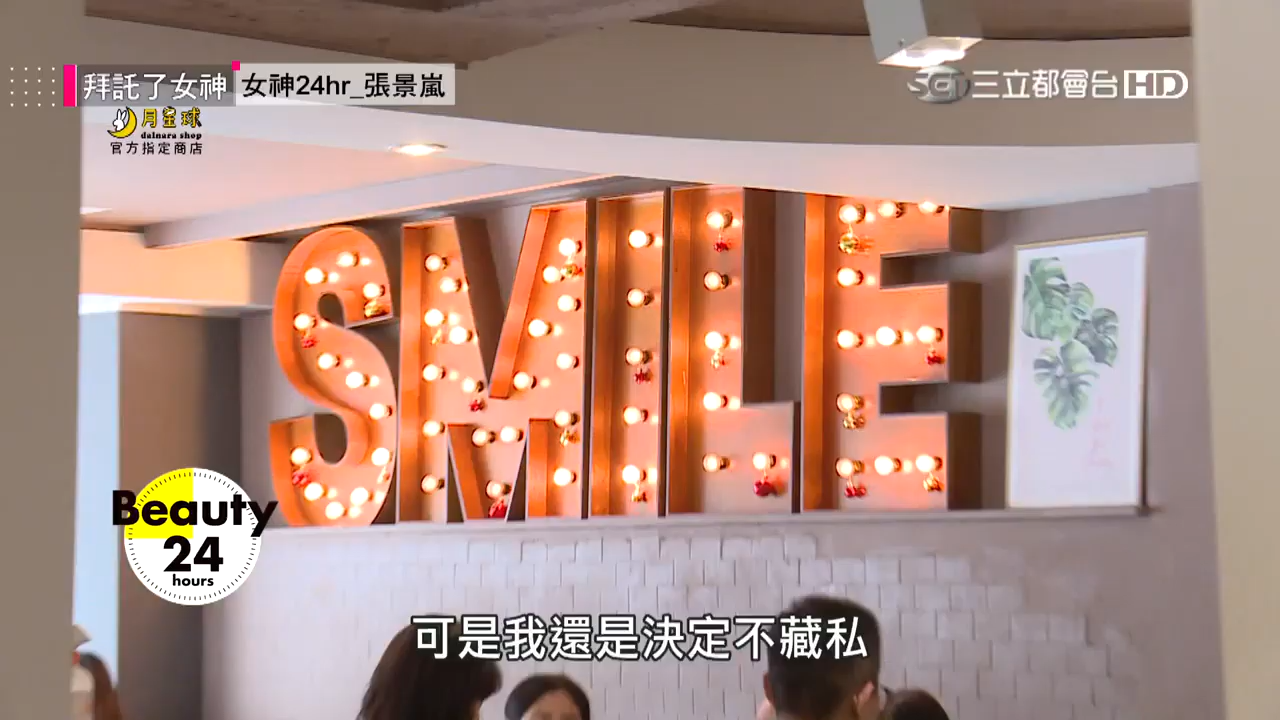 拜託了女神
女神24hr_張景嵐
月星球
dalnara shop
官方指定商店
SCT 三立都會台HD
SMILE
Beauty
24
hours
可是我還是決定不藏私